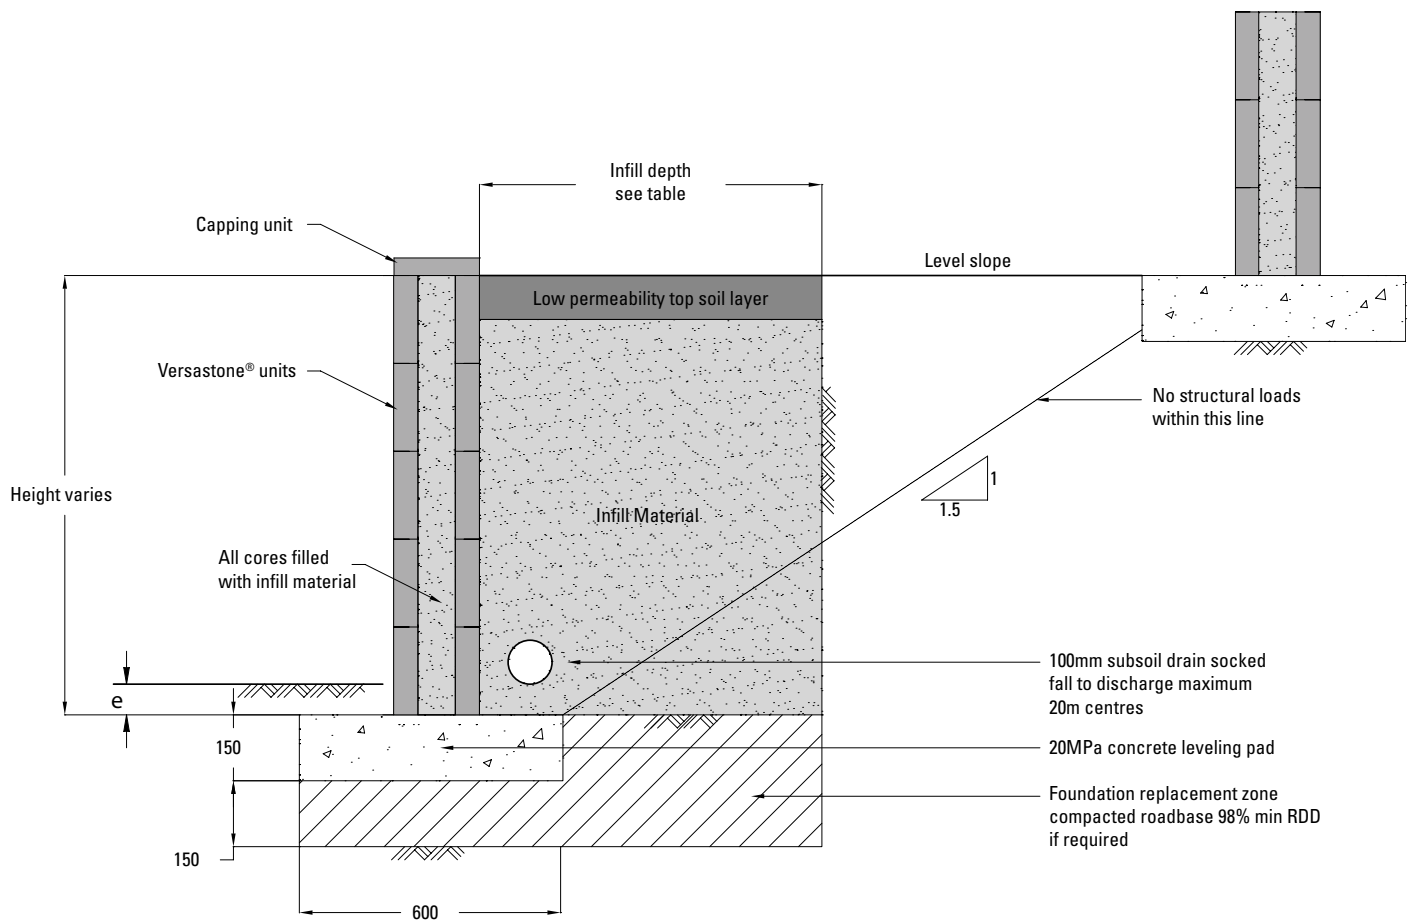 Infill depth
see table
Capping unit
Level slope
Low permeability top soil layer
Versastone® units
No structural loads
within this line
1
1.5
Height varies
Infill Material
All cores filled
with infill material
100mm subsoil drain socked
fall to discharge maximum
20m centres
e
150
20MPa concrete leveling pad
Foundation replacement zone
compacted roadbase 98% min RDD
if required
150
600